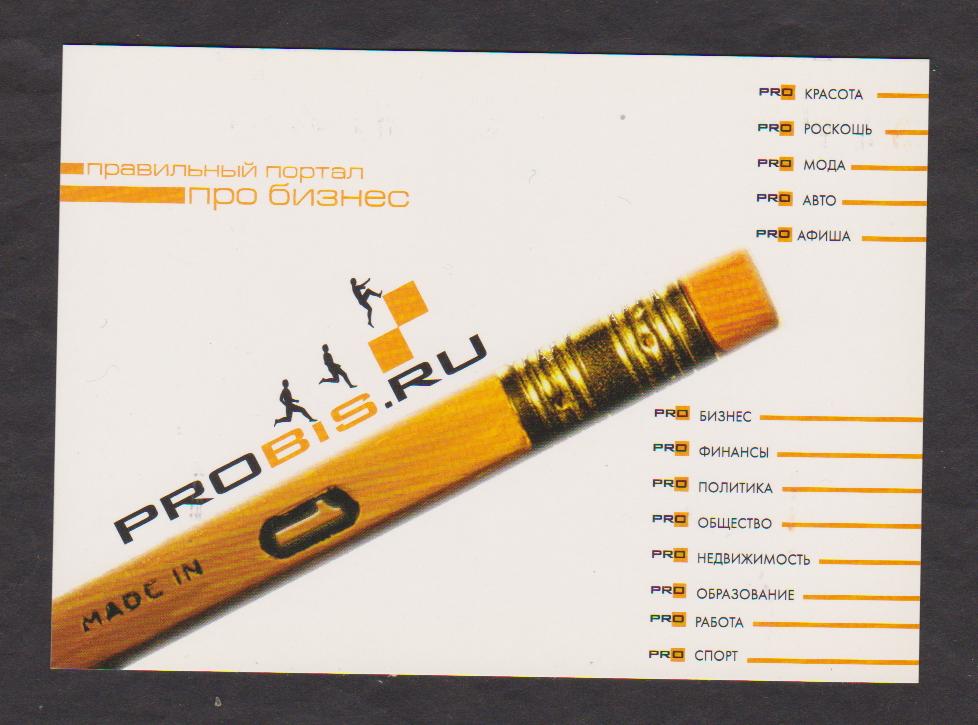 правильный портал
про бизнес
PRO КРАСОТА
PRO РОСКОШЬ
PRO МОДА
PRO АВТО
PRO АФИША
PROBIS.RU
MADE IN
PRO БИЗНЕС
PRO ФИНАНСЫ
PRO ПОЛИТИКА
PRO ОБЩЕСТВО
PRO НЕДВИЖИМОСТЬ
PRO ОБРАЗОВАНИЕ
PRO РАБОТА
PRO СПОРТ